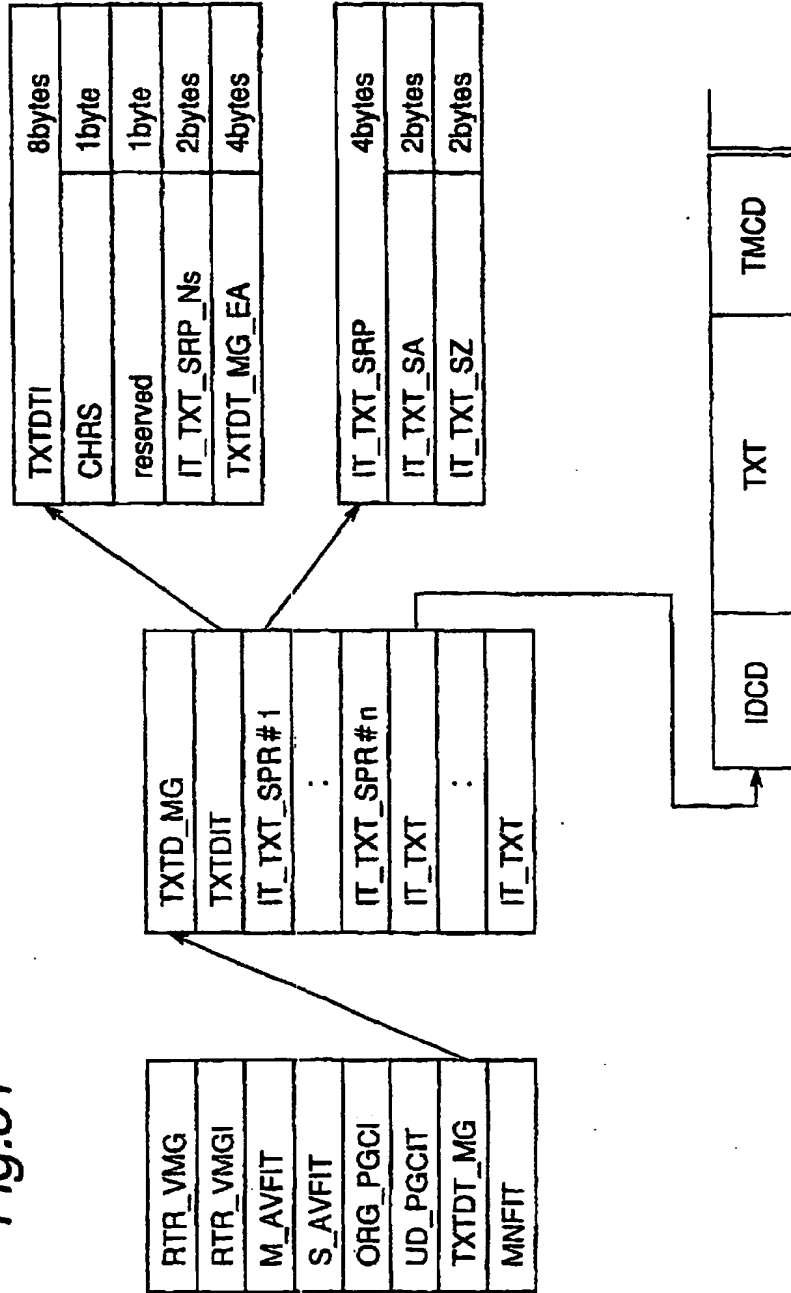 Fig.81
RTR_VMG
RTR_VMGI
M_AVFIT
S_AVFIT
ORG_PGCI
UD_PGCIT
TXTDT_MG
MNFIT
TXTD_MG
TXTDIT
IT_TXT_SPR#1
:
IT_TXT_SPR#n
IT_TXT
:
IT_TXT
TXTDTI 8bytes
CHRS 1byte
reserved 1byte
IT_TXT_SRP_Ns 2bytes
TXTDT_MG_EA 4bytes
IT_TXT_SRP 4bytes
IT_TXT_SA 2bytes
IT_TXT_SZ 2bytes
IDCD TXT TMCD